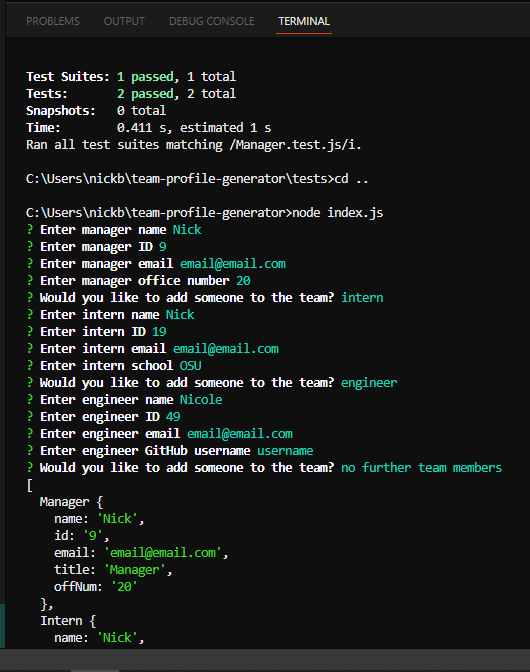 PROBLEMS OUTPUT DEBUG CONSOLE TERMINAL
Test Suites: 1 passed, 1 total
Tests: 2 passed, 2 total
Snapshots: 0 total
Time: 0.411 s, estimated 1 s
Ran all test suites matching /Manager.test.js/i.
C:\Users\nickb\team-profile-generator\tests>cd ..
C:\Users\nickb\team-profile-generator>node index.js
? Enter manager name Nick
? Enter manager ID 9
? Enter manager email email@email.com
? Enter manager office number 20
? Would you like to add someone to the team? intern
? Enter intern name Nick
? Enter intern ID 19
? Enter intern email email@email.com
? Enter intern school OSU
? Would you like to add someone to the team? engineer
? Enter engineer name Nicole
? Enter engineer ID 49
? Enter engineer email email@email.com
? Enter engineer GitHub username username
? Would you like to add someone to the team? no further team members
[
  Manager {
    name: 'Nick',
    id: '9',
    email: 'email@email.com',
    title: 'Manager',
    offNum: '20'
  },
  Intern {
    name: 'Nick',